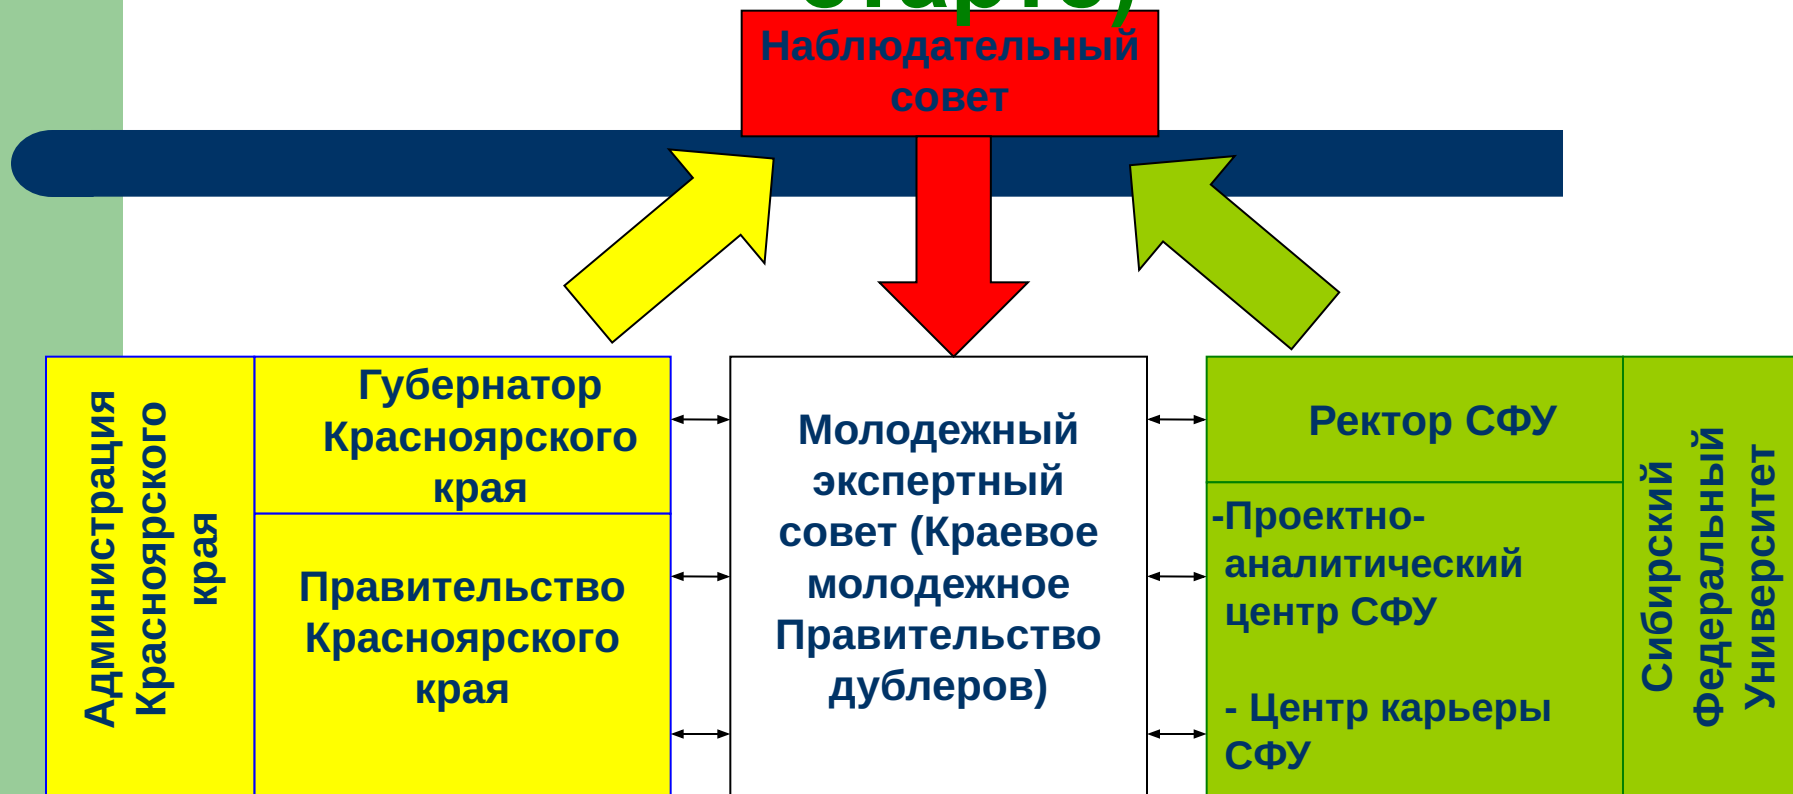 Наблюдательный
совет
Администрация
Красноярского
края
Губернатор
Красноярского
края
Правительство
Красноярского
края
Молодежный
экспертный
совет (Краевое
молодежное
Правительство
дублеров)
Ректор СФУ
-Проектно-
аналитический
центр СФУ
- Центр карьеры
СФУ
Сибирский
Федеральный
Университет